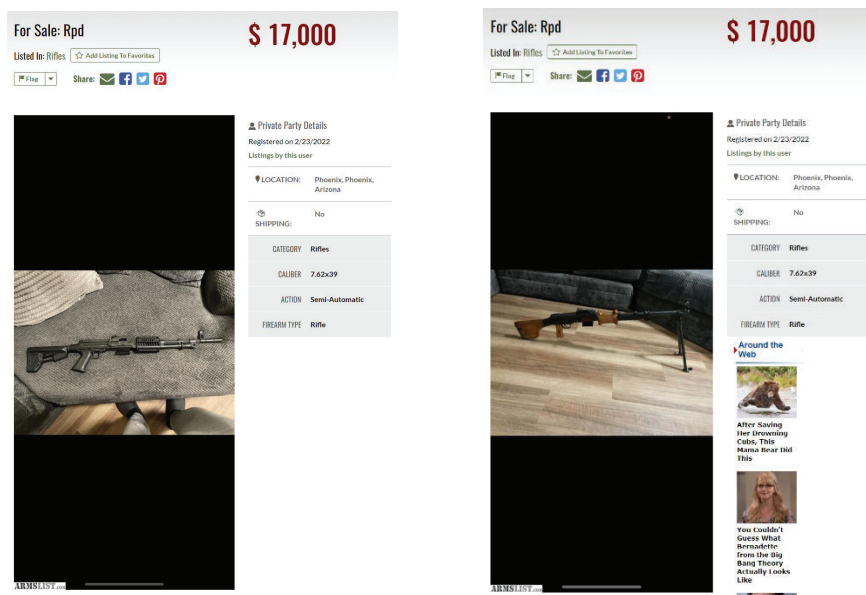 For Sale: Rpd
$ 17,000
Listed In: Rifles
Add Listing To Favorites
Flag
Share:
Private Party Details
Registered on 2/23/2022
Listings by this user
LOCATION: Phoenix, Phoenix,
Arizona
SHIPPING: No
CATEGORY Rifles
CALIBER 7.62x39
ACTION Semi-Automatic
FIREARM TYPE Rifle
ARMSLIST.com
For Sale: Rpd
$ 17,000
Listed In: Rifles
Add Listing To Favorites
Flag
Share:
Private Party Details
Registered on 2/23/2022
Listings by this user
LOCATION: Phoenix, Phoenix,
Arizona
SHIPPING: No
CATEGORY Rifles
CALIBER 7.62x39
ACTION Semi-Automatic
FIREARM TYPE Rifle
Around the
Web
After Saving
Her Drowning
Cubs, This
Mama Bear Did
This
You Couldn't
Guess What
Bernadette
from the Big
Bang Theory
Actually Looks
Like
ARMSLIST.com